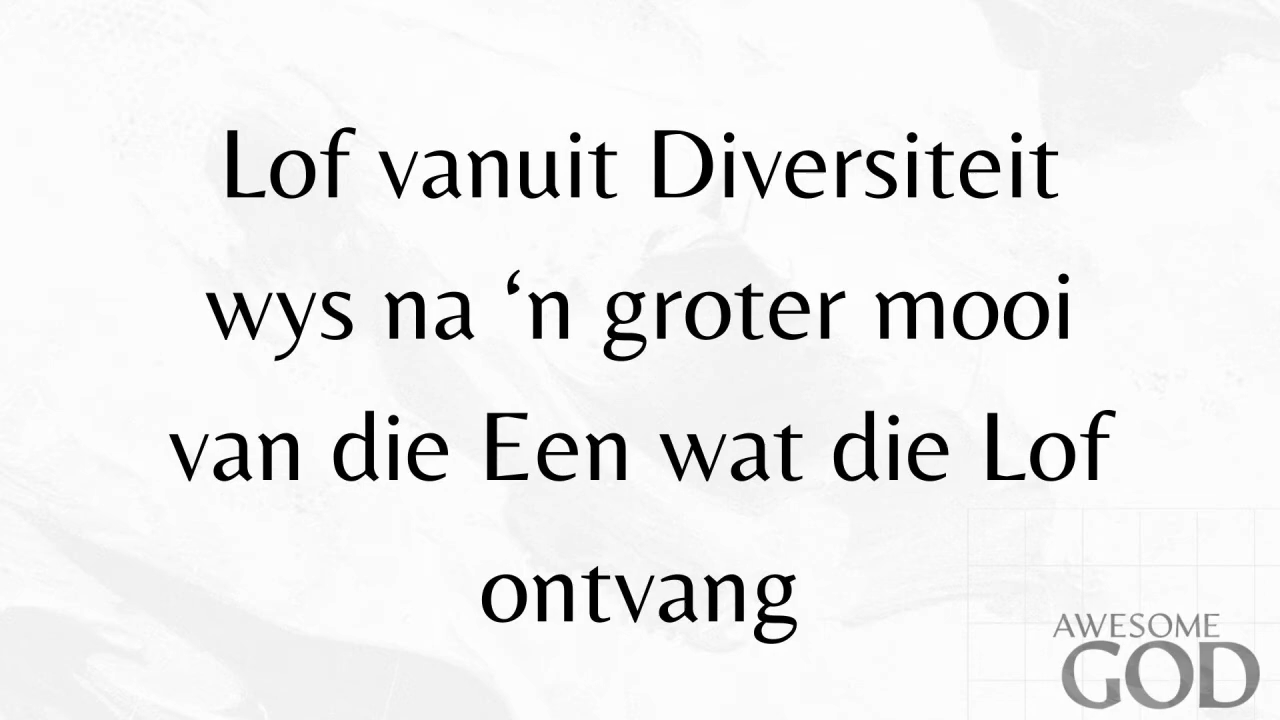 Lof vanuit Diversiteit
wys na ‘n groter mooi
van die Een wat die Lof
ontvang
AWESOME
GOD